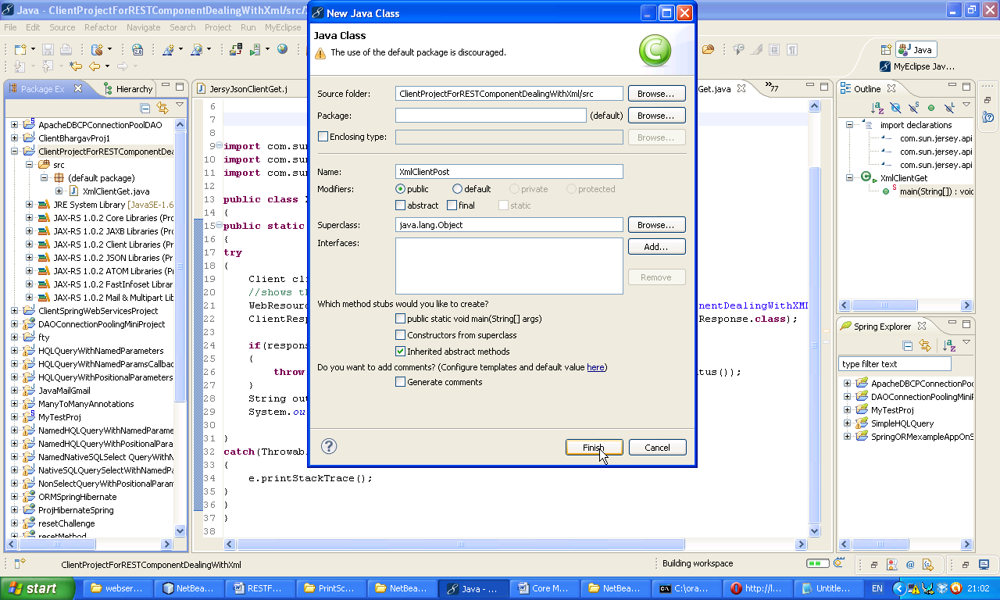 Java - ClientProjectForRESTComponentDealingWithXml/src/
New Java Class
File Edit Source Search Project Run MyEclipse
Java
MyEclipse Jav...
Java Class
The use of the default package is discouraged.
Source folder: ClientProjectForRESTComponentDealingWithXml/src Browse...
Package: (default) Browse...
Enclosing type: Browse...
Name: XmlClientPost
Modifiers: public default private protected
abstract final static
Superclass: java.lang.Object Browse...
Interfaces: Add...
Remove
Which method stubs would you like to create?
public static void main(String[] args)
Constructors from superclass
Inherited abstract methods
Do you want to add comments? (Configure templates and default value here)
Generate comments
Finish Cancel
Package Ex Hierarchy
ApacheDBCPConnectionPoolDAO
ClientBhargavProj1
ClientProjectForRESTComponentDea
src
(default package)
XmlClientGet.java
JRE System Library [JavaSE-1.6
JAX-RS 1.0.2 Core Libraries (Pr
JAX-RS 1.0.2 JAXB Libraries (Pr
JAX-RS 1.0.2 Client Libraries (Pr
JAX-RS 1.0.2 JSON Libraries (Pr
JAX-RS 1.0.2 ATOM Libraries (Pr
JAX-RS 1.0.2 FastInfoset Librar
JAX-RS 1.0.2 Mail & Multipart Lib
ClientSpringWebServicesProject
DAOConnectionPoolingMiniProject
fty
HQLQueryWithNamedParameters
HQLQueryWithNamedParamsCallbac
HQLQueryWithPositionalParameters
JavaMailGmail
ManyToManyAnnotations
MyTestProj
NamedHQLQueryWithNamedParame
NamedHQLQueryWithPositionalParam
NamedNativeSQLSelect QueryWithN
NativeSQLQuerySelectWithNamedPa
NonSelectQueryWithPositionalParam
ORMSpringHibernate
ProjHibernateSpring
resetChallenge
resetMethod
JersyJsonClientGet.j Get.java 77
6
7
8
9 import com.sun
10 import com.sun
11 import com.sun
12
13 public class X
14 {
15 public static
16 {
17 try
18 {
19 Client cli
20 //shows th
21 WebResourc onentDealingWithXML
22 ClientResp Response.class);
23
24 if(respons
25 {
26 throw atus());
27 }
28 String out
29 System.ou
30
31 }
32 catch(Throwab
33 {
34 e.printStackTrace();
35 }
36 }
37 }
38
Outline
import declarations
com.sun.jersey.api
com.sun.jersey.api
com.sun.jersey.api
XmlClientGet
main(String[]) : voic
Spring Explorer
type filter text
ApacheDBCPConnectionPoo
DAOConnectionPoolingMiniP
MyTestProj
SimpleHQLQuery
SpringORMexampleAppOnS
ClientProjectForRESTComponentDealingWithXml
Building workspace
start webser... NetBea... RESTF... PrintSc... NetBea... Java - ... Core M... NetBea... C:\ora... http://l... Untitle... EN 21:02